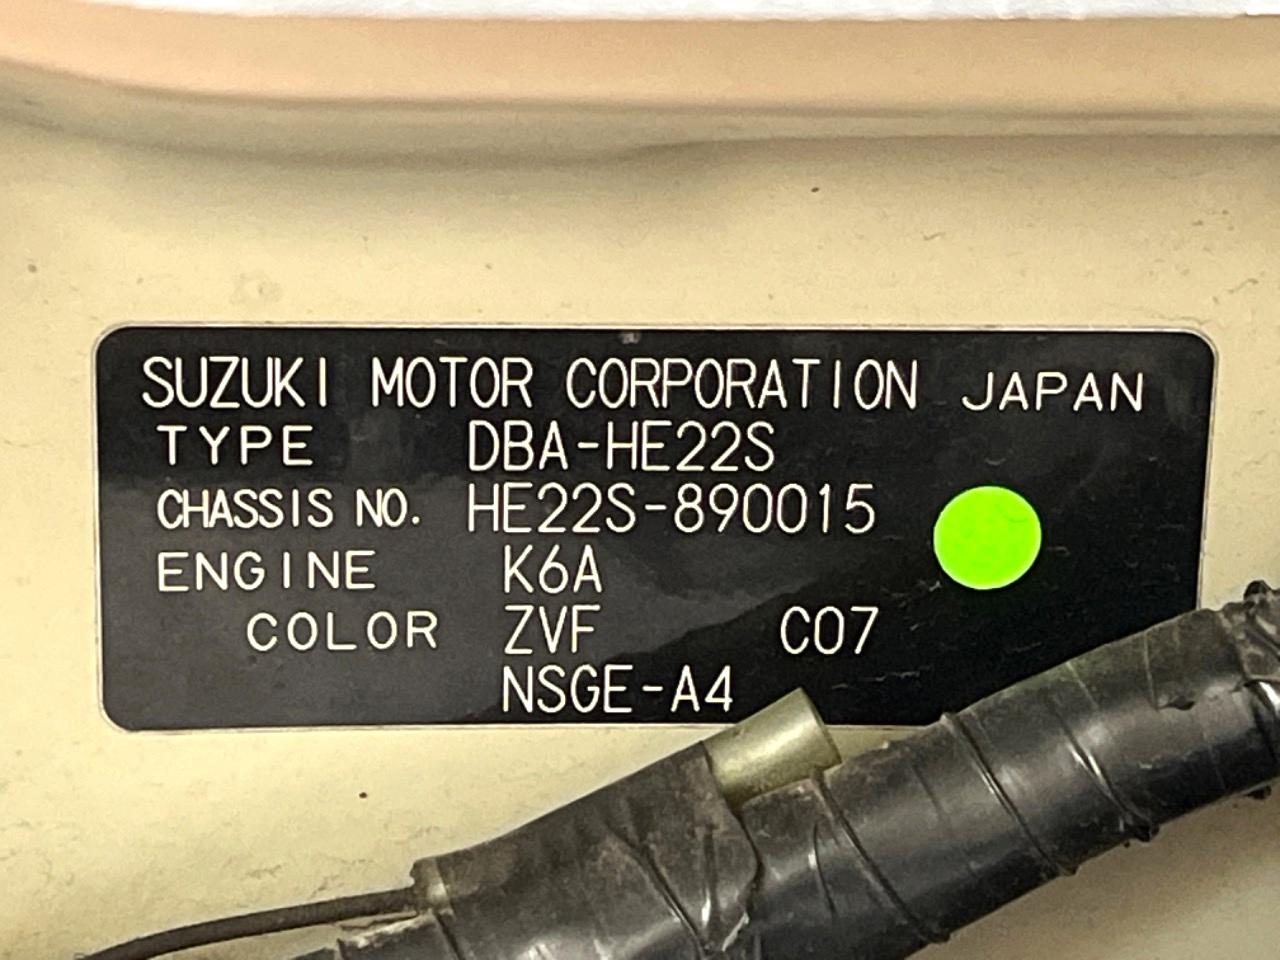 SUZUKI MOTOR CORPORATION JAPAN
TYPE DBA-HE22S
CHASSIS NO. HE22S-890015
ENGINE K6A
COLOR ZVF C07
NSGE-A4